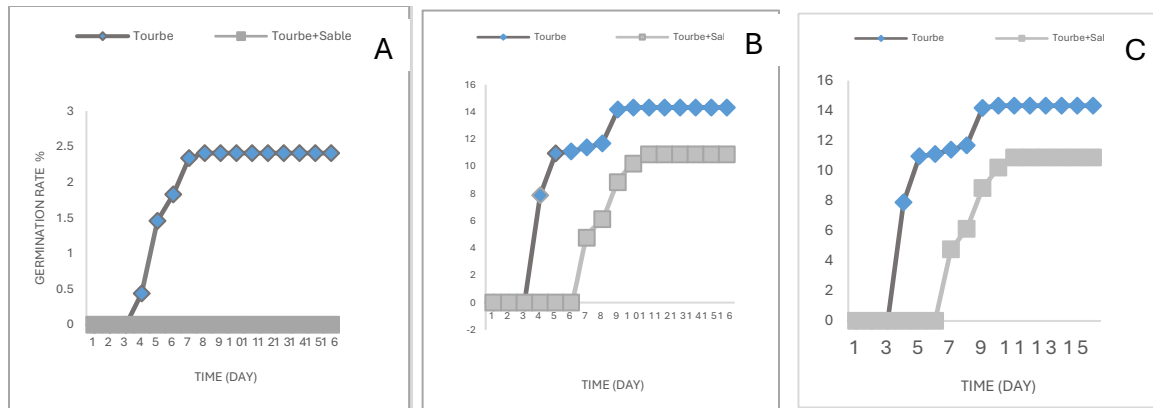 Tourbe Tourbe+Sable
A
3
2.5
2
1.5
1
0.5
0
GERMINATION RATE %
1 2 3 4 5 6 7 8 9 1 01 11 21 31 41 51 6
TIME (DAY)
Tourbe Tourbe+Sal
B
16
14
12
10
8
6
4
2
0
-2
1 2 3 4 5 6 7 8 9 1 01 11 21 31 41 51 6
TIME (DAY)
Tourbe Tourbe+Sal
C
16
14
12
10
8
6
4
2
0
1 3 5 7 9 11 13 15
TIME (DAY)